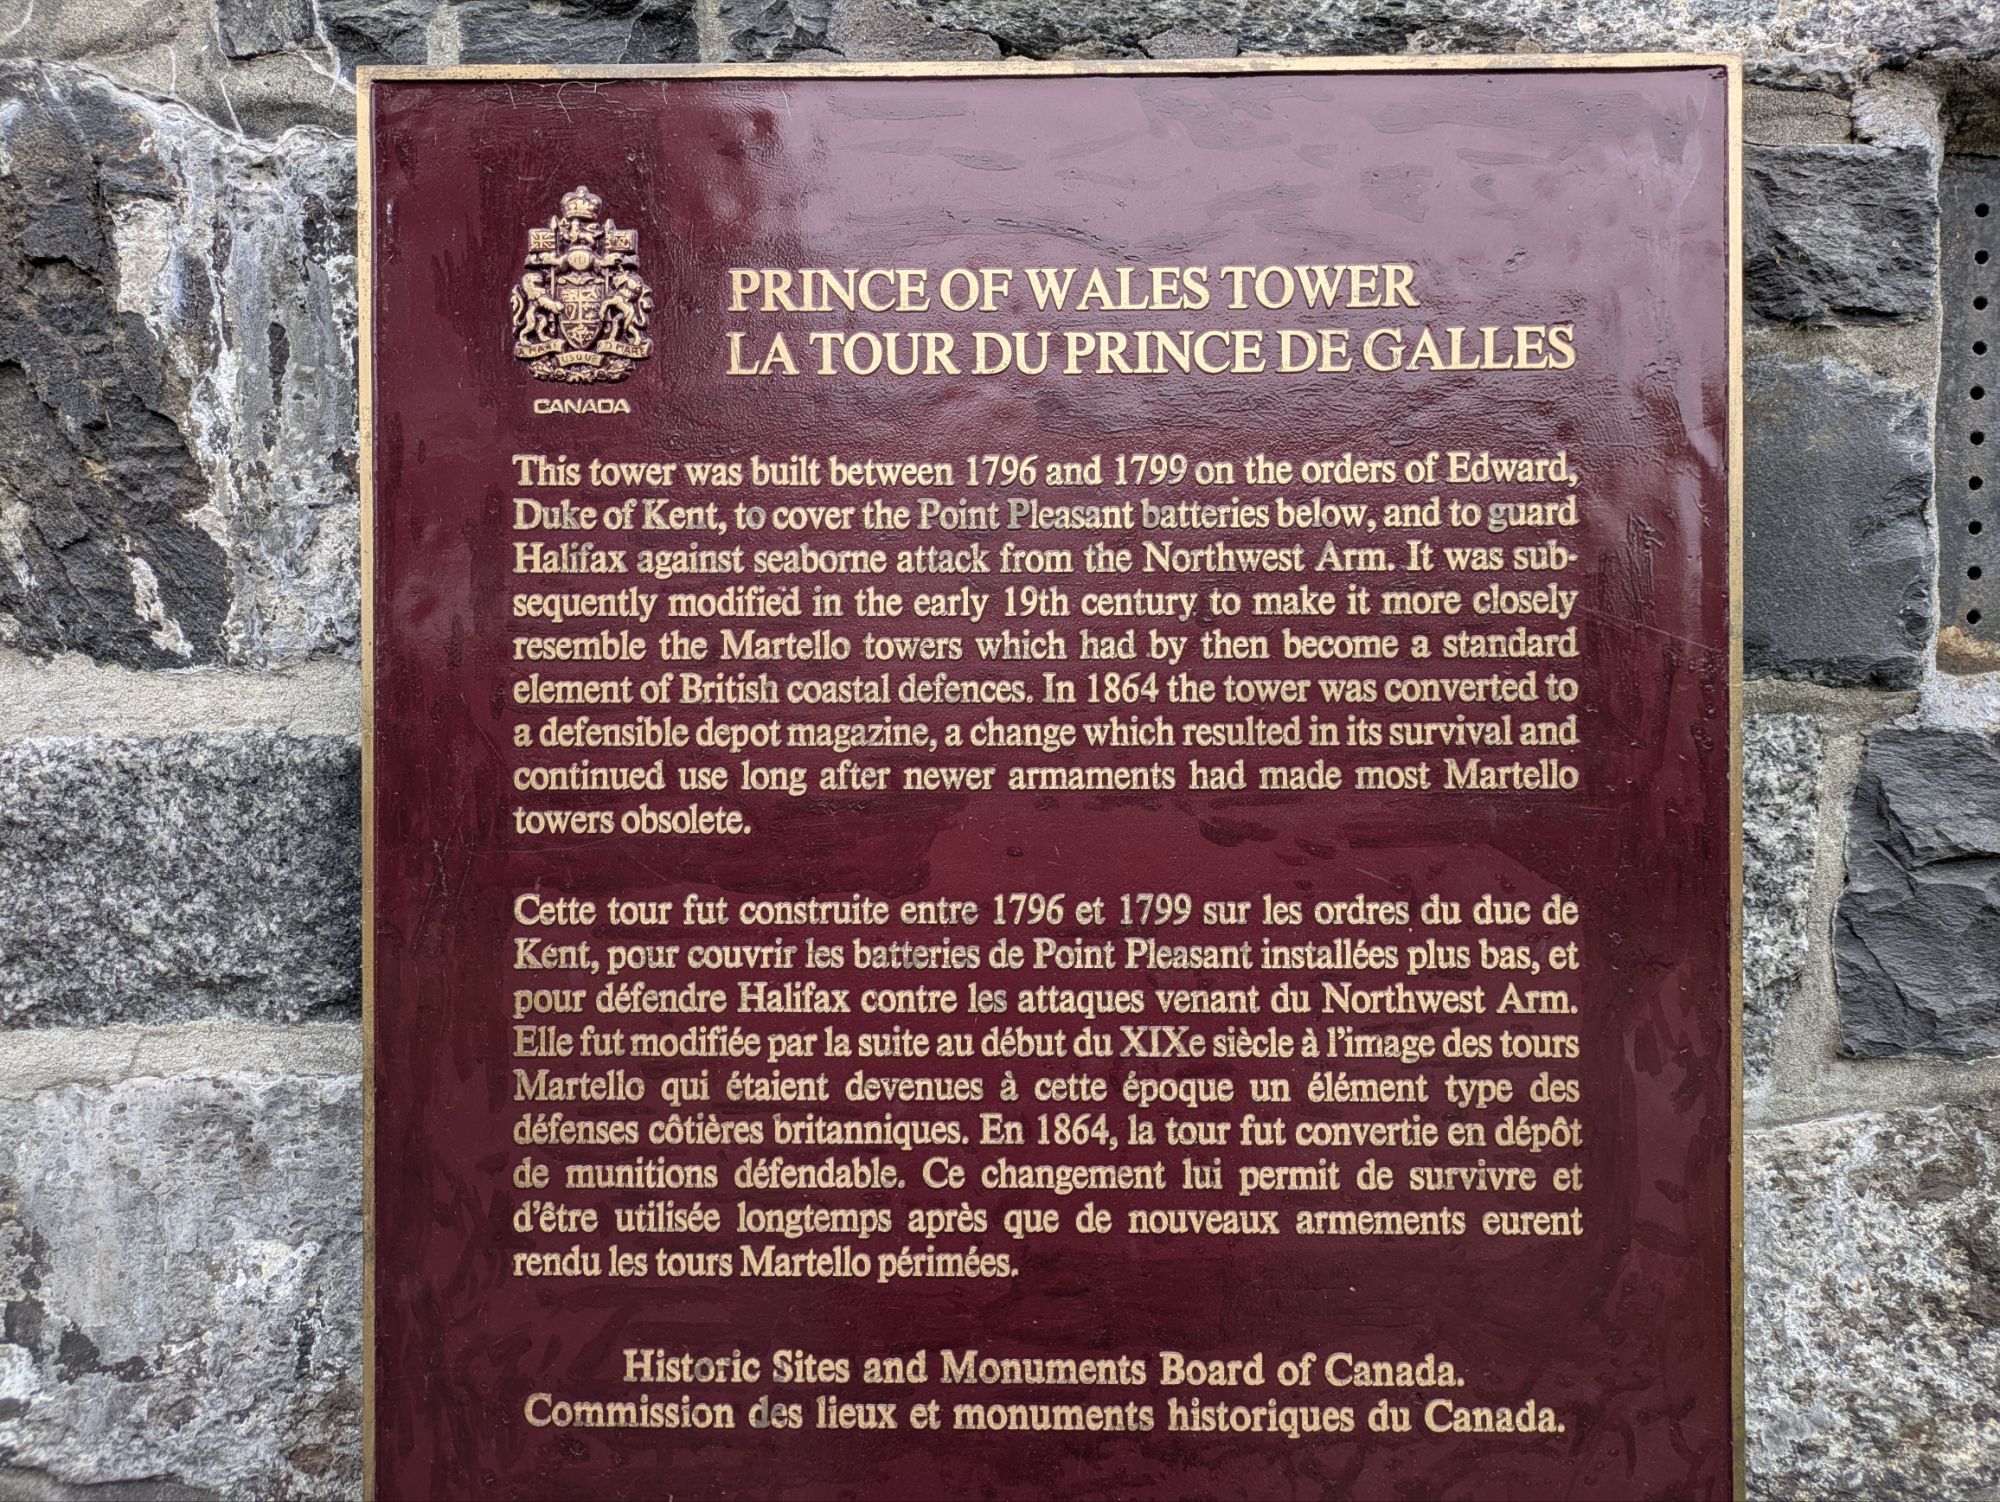 A MARI USQUE AD MARE
CANADA
PRINCE OF WALES TOWER
LA TOUR DU PRINCE DE GALLES
This tower was built between 1796 and 1799 on the orders of Edward,
Duke of Kent, to cover the Point Pleasant batteries below, and to guard
Halifax against seaborne attack from the Northwest Arm. It was sub-
sequently modified in the early 19th century to make it more closely
resemble the Martello towers which had by then become a standard
element of British coastal defences. In 1864 the tower was converted to
a defensible depot magazine, a change which resulted in its survival and
continued use long after newer armaments had made most Martello
towers obsolete.
Cette tour fut construite entre 1796 et 1799 sur les ordres du duc de
Kent, pour couvrir les batteries de Point Pleasant installées plus bas, et
pour défendre Halifax contre les attaques venant du Northwest Arm.
Elle fut modifiée par la suite au début du XIXe siècle à l'image des tours
Martello qui étaient devenues à cette époque un élément type des
défenses côtières britanniques. En 1864, la tour fut convertie en dépôt
de munitions défendable. Ce changement lui permit de survivre et
d'être utilisée longtemps après que de nouveaux armements eurent
rendu les tours Martello périmées.
Historic Sites and Monuments Board of Canada.
Commission des lieux et monuments historiques du Canada.